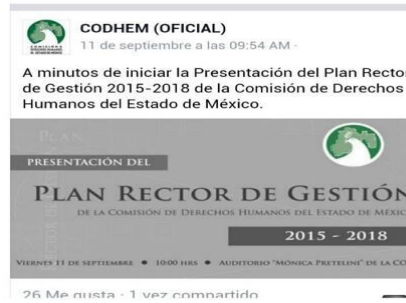 CODHEM (OFICIAL)
11 de septiembre a las 09:54 AM ·
A minutos de iniciar la Presentación del Plan Recto
de Gestión 2015-2018 de la Comisión de Derechos
Humanos del Estado de México.
PLAN
PRESENTACIÓN DEL
PLAN RECTOR DE GESTIÓN
DE LA COMISIÓN DE DERECHOS HUMANOS DEL ESTADO DE MÉXIC
2015 - 2018
VIERNES 11 DE SEPTIEMBRE • 10:00 HRS • AUDITORIO "MÓNICA PRETELINI" DE LA CO
26 Me gusta · 1 vez compartido